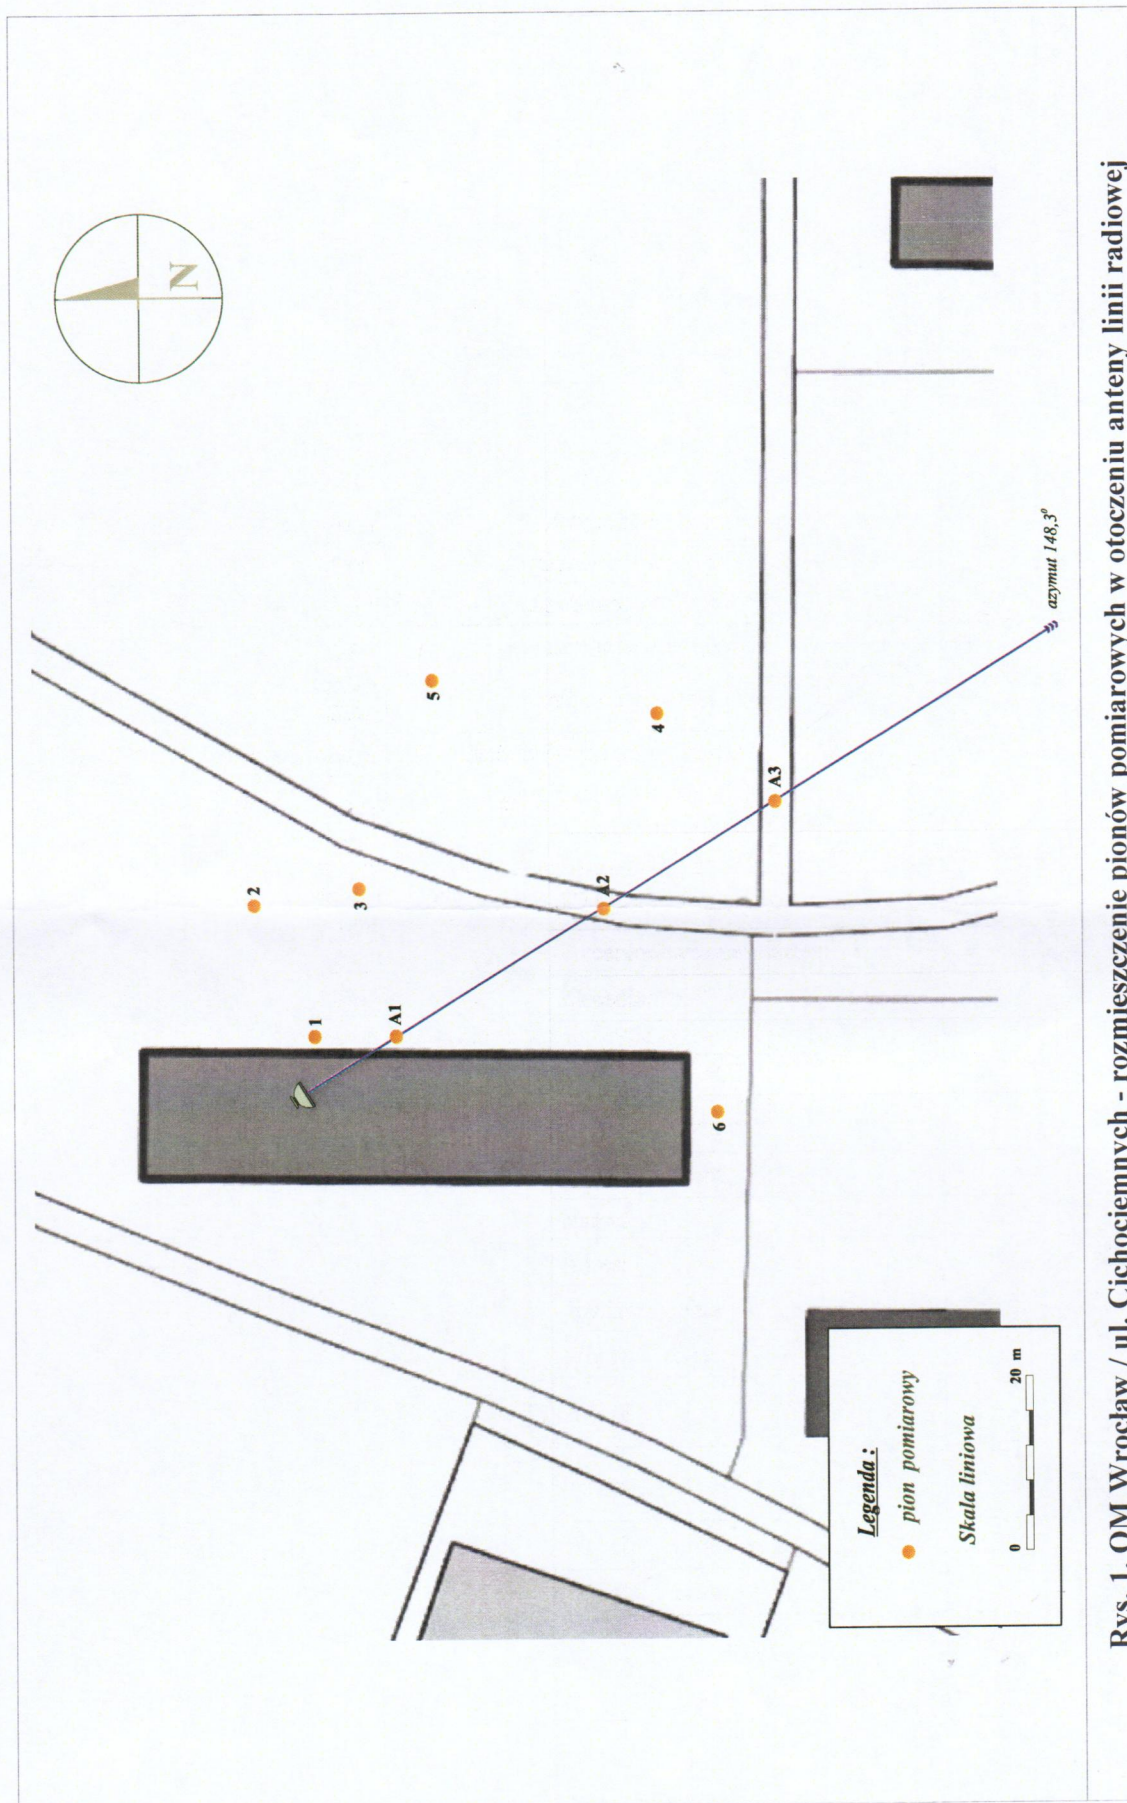 N
2
3
1
A1
5
4
A2
A3
6
azymut 148,3⁰
Legenda :
pion pomiarowy
Skala liniowa
0 20 m
Rys. 1. OM Wrocław / ul. Cichociemnych - rozmieszczenie pionów pomiarowych w otoczeniu anteny linii radiowej